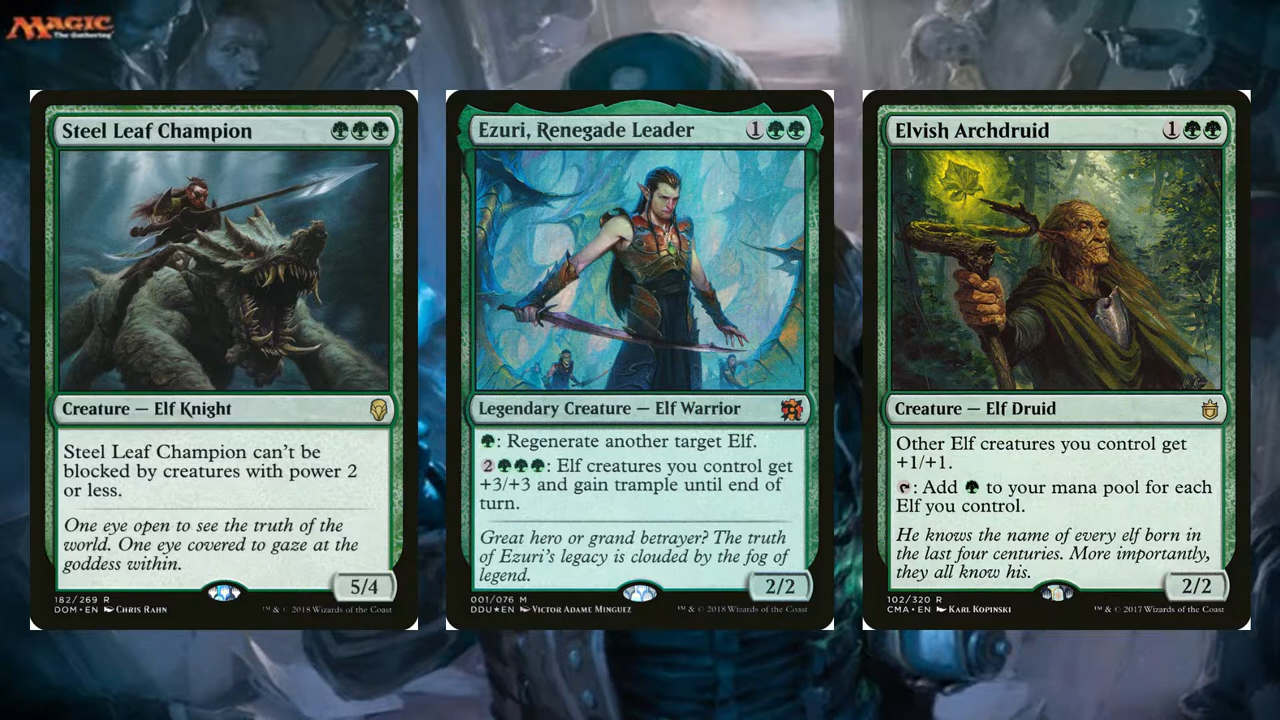 MAGIC
The Gathering
Steel Leaf Champion
Creature — Elf Knight
Steel Leaf Champion can't be
blocked by creatures with power 2
or less.
One eye open to see the truth of the
world. One eye covered to gaze at the
goddess within.
5/4
182/269 R
DOM • EN Chris Rahn
™ & © 2018 Wizards of the Coast
Ezuri, Renegade Leader
1
Legendary Creature — Elf Warrior
: Regenerate another target Elf.
2 : Elf creatures you control get
+3/+3 and gain trample until end of
turn.
Great hero or grand betrayer? The truth
of Ezuri's legacy is clouded by the fog of
legend.
2/2
001/076 M
DDU★EN Victor Adame Minguez
™ & © 2018 Wizards of the Coast
Elvish Archdruid
1
Creature — Elf Druid
Other Elf creatures you control get
+1/+1.
: Add to your mana pool for each
Elf you control.
He knows the name of every elf born in
the last four centuries. More importantly,
they all know his.
2/2
102/320 R
CMA • EN Karl Kopinski
™ & © 2017 Wizards of the Coast